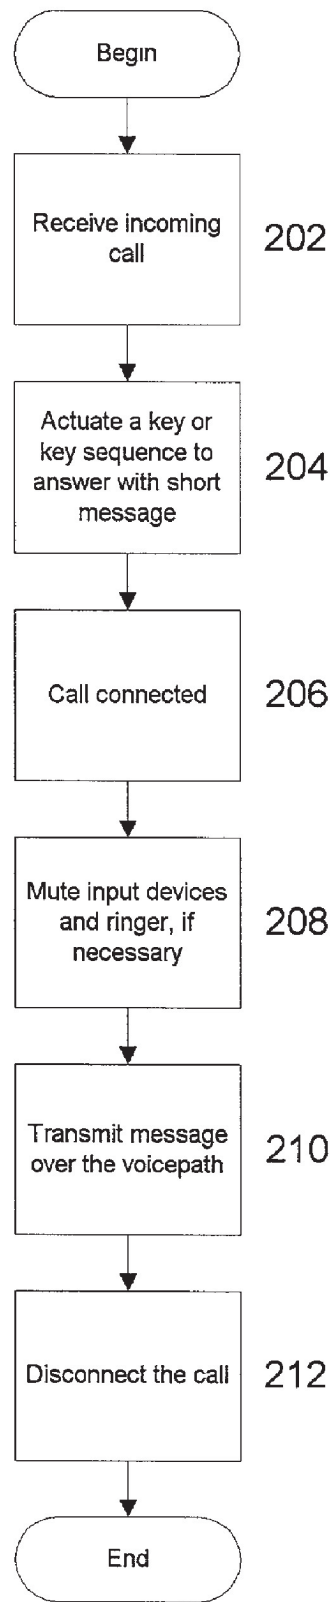 Begin
Receive incoming
call
202
Actuate a key or
key sequence to
answer with short
message
204
Call connected
206
Mute input devices
and ringer, if
necessary
208
Transmit message
over the voicepath
210
Disconnect the call
212
End